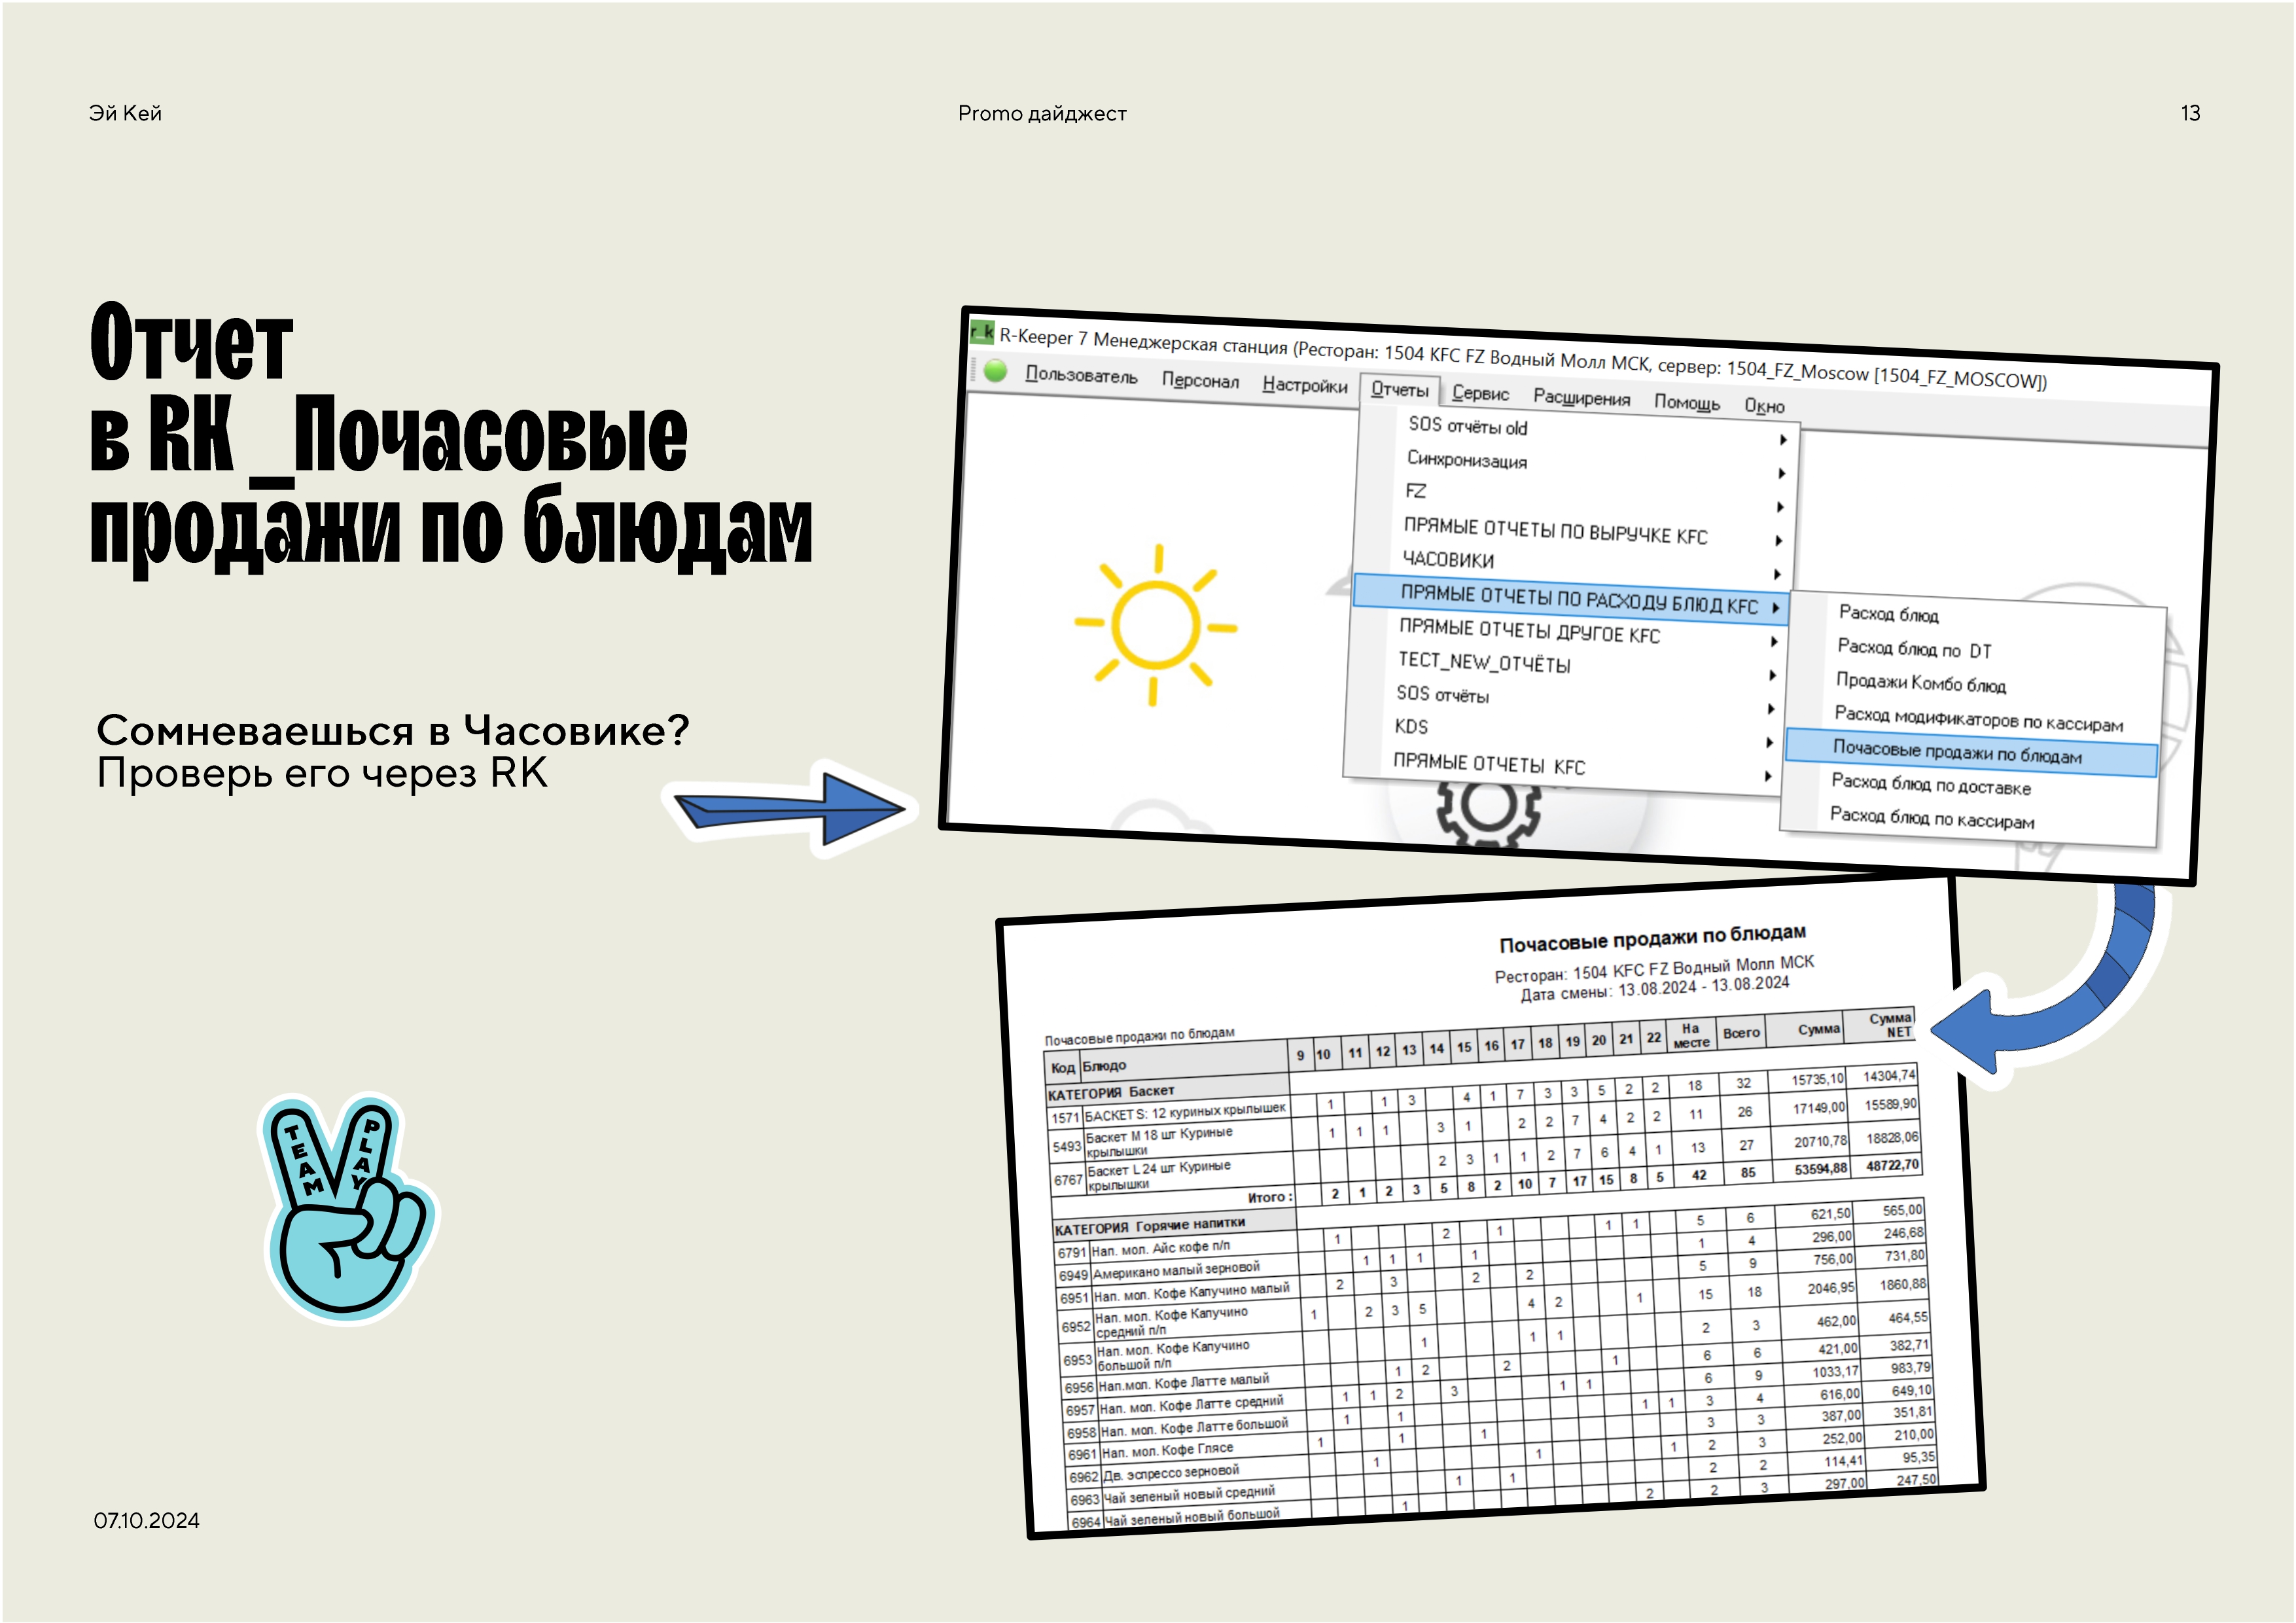 Эй Кей
Promo дайджест
13
Отчет
в RK _Почасовые
продажи по блюдам
Сомневаешься в Часовике?
Проверь его через RK
r_k R-Keeper 7 Менеджерская станция (Ресторан: 1504 KFC FZ Водный Молл МСК, сервер: 1504_FZ_Moscow [1504_FZ_MOSCOW])
Пользователь Персонал Настройки Отчеты Сервис Расширения Помощь Окно
SOS отчёты old
Синхронизация
FZ
ПРЯМЫЕ ОТЧЕТЫ ПО ВЫРУЧКЕ KFC
ЧАСОВИКИ
ПРЯМЫЕ ОТЧЕТЫ ПО РАСХОДУ БЛЮД KFC
ПРЯМЫЕ ОТЧЕТЫ ДРУГОЕ KFC
ТЕСТ_NEW_ОТЧЁТЫ
SOS отчёты
KDS
ПРЯМЫЕ ОТЧЕТЫ KFC
Расход блюд
Расход блюд по DT
Продажи Комбо блюд
Расход модификаторов по кассирам
Почасовые продажи по блюдам
Расход блюд по доставке
Расход блюд по кассирам
Почасовые продажи по блюдам
Ресторан: 1504 KFC FZ Водный Молл МСК
Дата смены: 13.08.2024 - 13.08.2024
Почасовые продажи по блюдам
Код Блюдо 9 10 11 12 13 14 15 16 17 18 19 20 21 22 На месте Всего Сумма Сумма NET
КАТЕГОРИЯ Баскет
1571 БАСКЕТ S: 12 куриных крылышек 1 1 3 4 1 7 3 3 5 2 2 18 32 15735,10 14304,74
5493 Баскет М 18 шт Куриные крылышки 1 1 1 3 1 2 2 7 4 2 2 11 26 17149,00 15589,90
6767 Баскет L 24 шт Куриные крылышки 2 3 1 1 2 7 6 4 1 13 27 20710,78 18828,06
Итого : 2 1 2 3 5 8 2 10 7 17 15 8 5 42 85 53594,88 48722,70
КАТЕГОРИЯ Горячие напитки
6791 Нап. мол. Айс кофе п/п 1 2 1 1 1 5 6 621,50 565,00
6949 Американо малый зерновой 1 1 1 1 1 4 296,00 246,68
6951 Нап. мол. Кофе Капучино малый 2 3 2 2 5 9 756,00 731,80
6952 Нап. мол. Кофе Капучино средний п/п 1 2 3 5 4 2 1 15 18 2046,95 1860,88
6953 Нап. мол. Кофе Капучино большой п/п 1 1 1 2 3 462,00 464,55
6956 Нап.мол. Кофе Латте малый 1 2 2 1 6 6 421,00 382,71
6957 Нап. мол. Кофе Латте средний 1 1 2 3 1 1 6 9 1033,17 983,79
6958 Нап. мол. Кофе Латте большой 1 1 1 1 3 4 616,00 649,10
6961 Нап. мол. Кофе Глясе 1 1 1 3 3 387,00 351,81
6962 Дв. эспрессо зерновой 1 1 1 2 3 252,00 210,00
6963 Чай зеленый новый средний 1 1 2 2 114,41 95,35
6964 Чай зеленый новый большой 1 2 2 3 297,00 247,50
TEAM
PLAY
07.10.2024